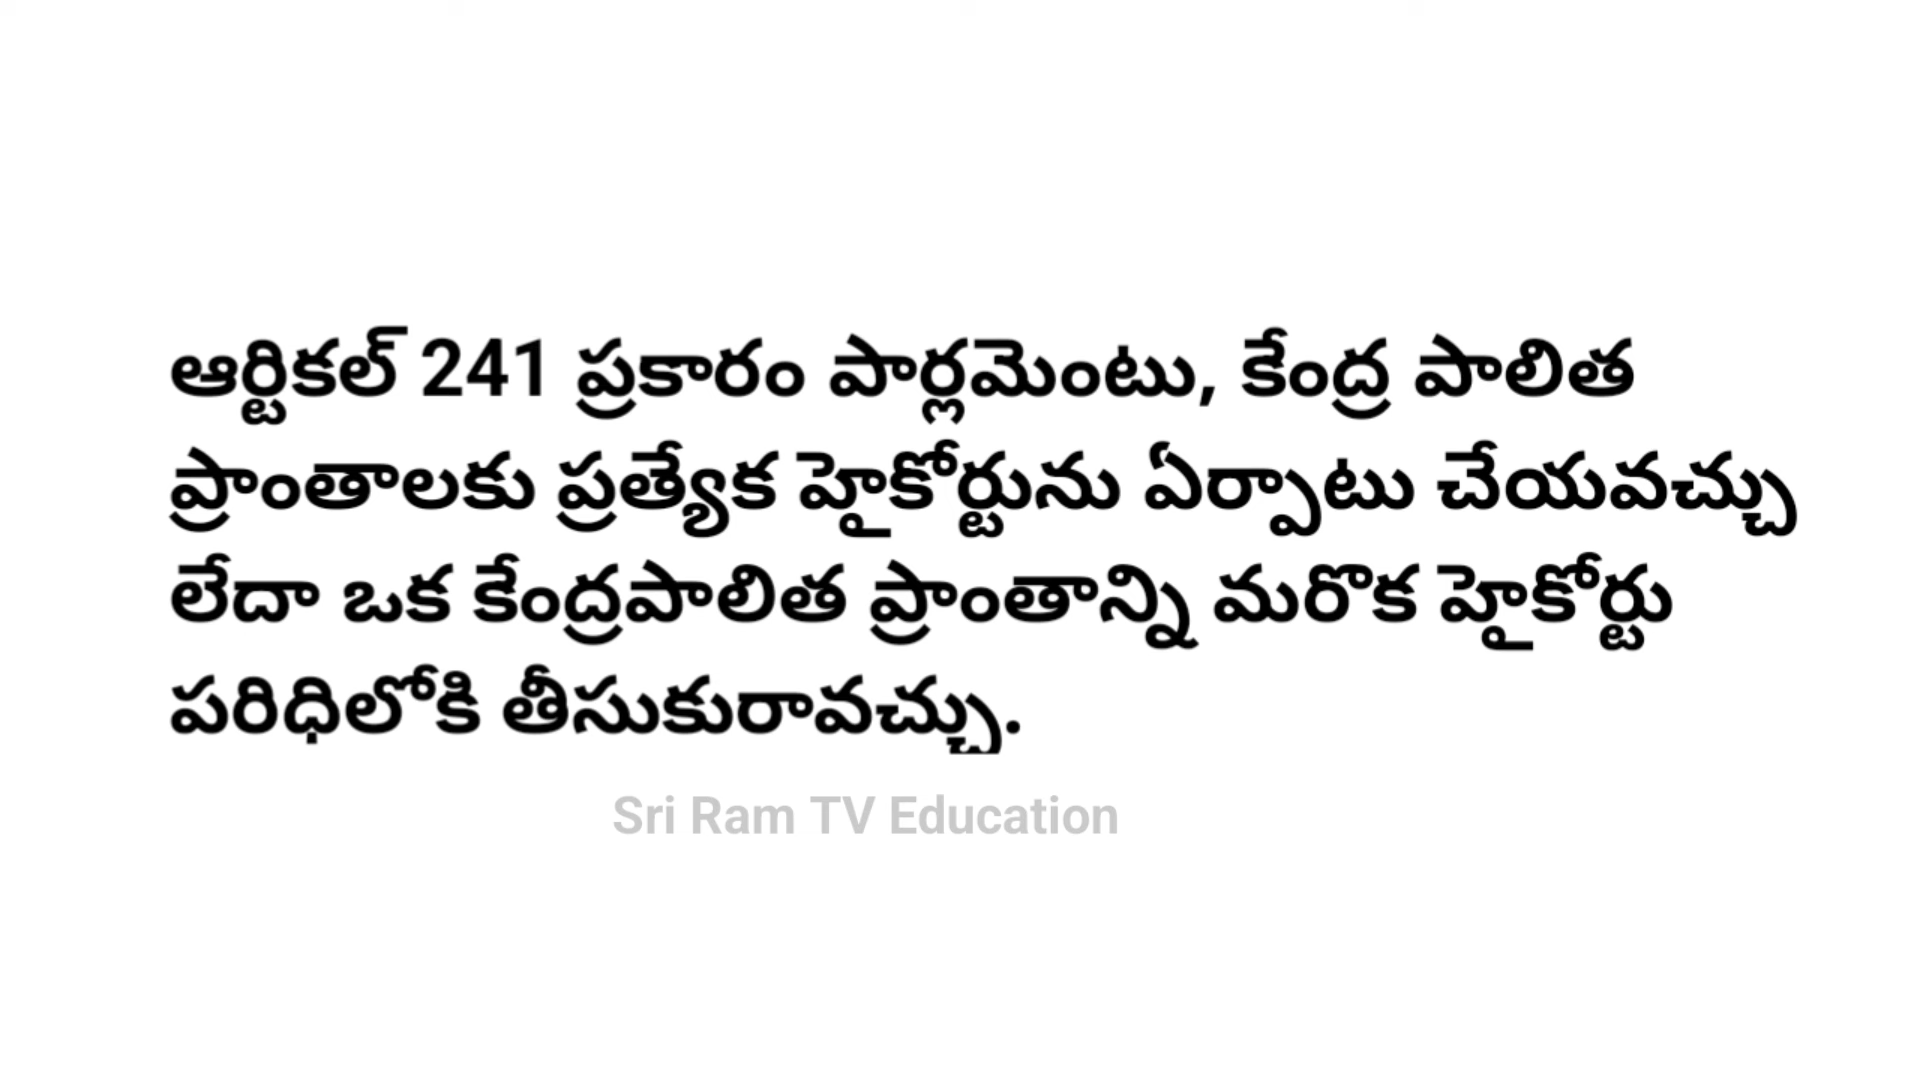 ఆర్టికల్ 241 ప్రకారం పార్లమెంటు, కేంద్ర పాలిత
ప్రాంతాలకు ప్రత్యేక హైకోర్టును ఏర్పాటు చేయవచ్చు
లేదా ఒక కేంద్రపాలిత ప్రాంతాన్ని మరొక హైకోర్టు
పరిధిలోకి తీసుకురావచ్చు.
Sri Ram TV Education